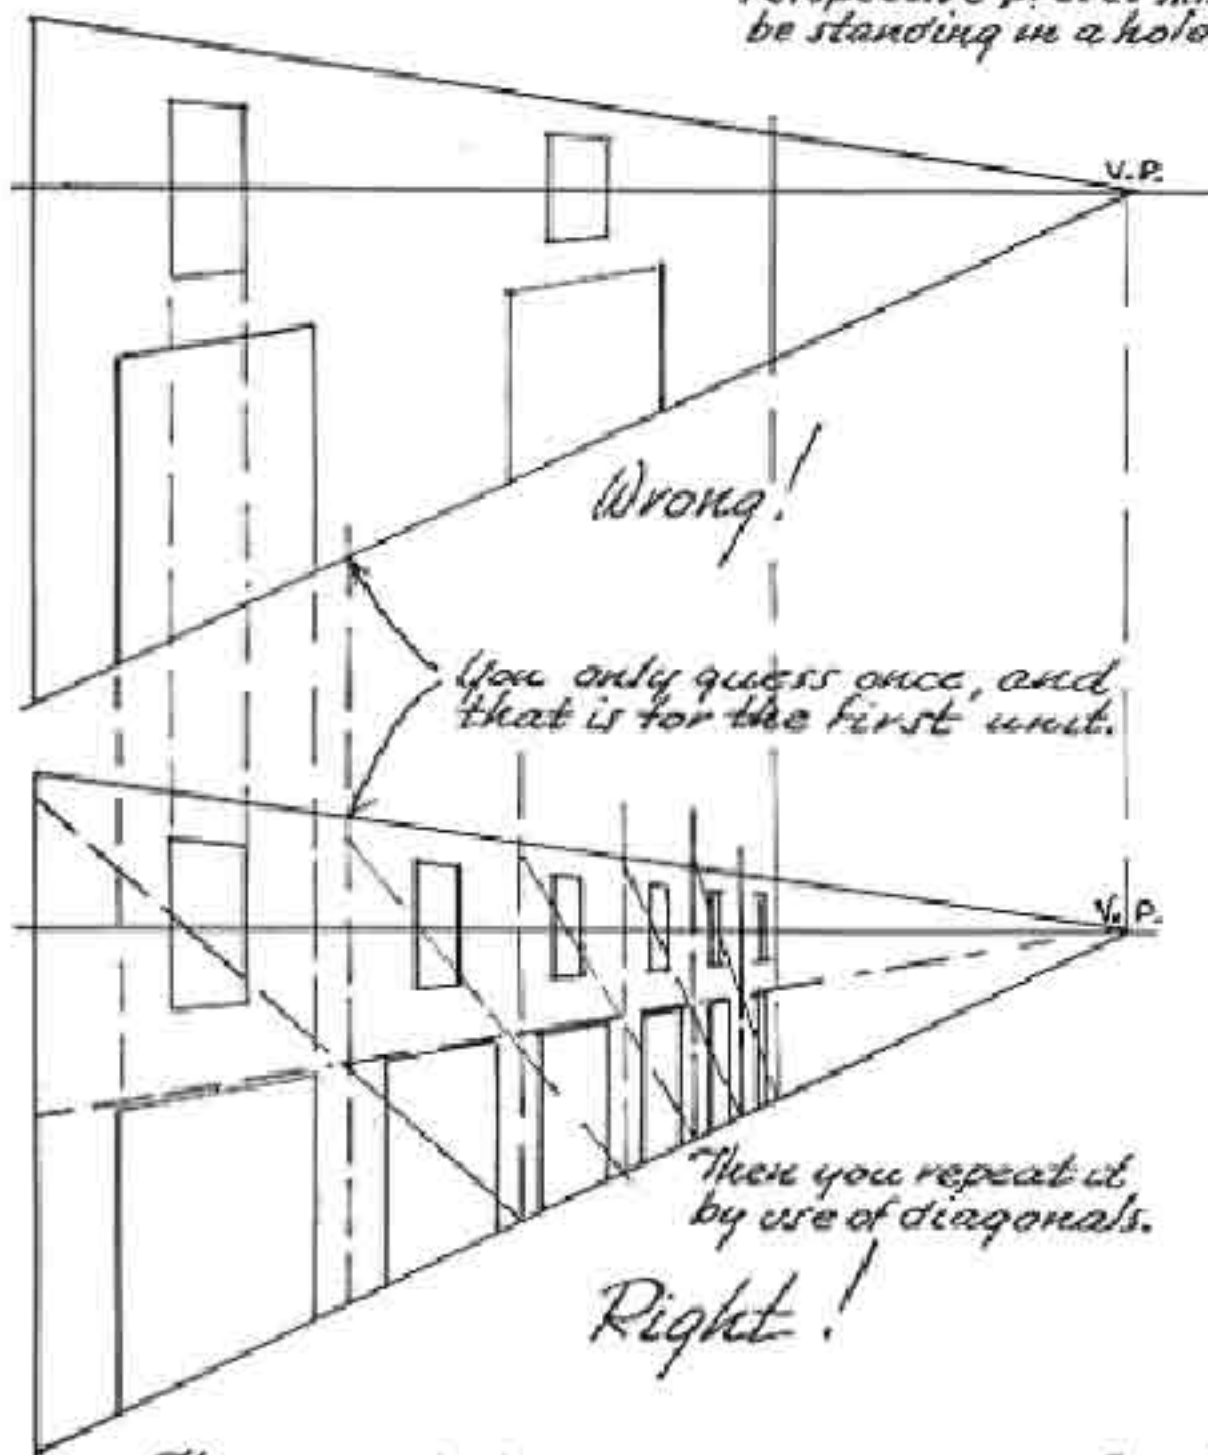 be standing in a hole
V.P.
Wrong!
You only guess once, and
that is for the first unit.
V.P.
Then you repeat it
by use of diagonals.
Right!